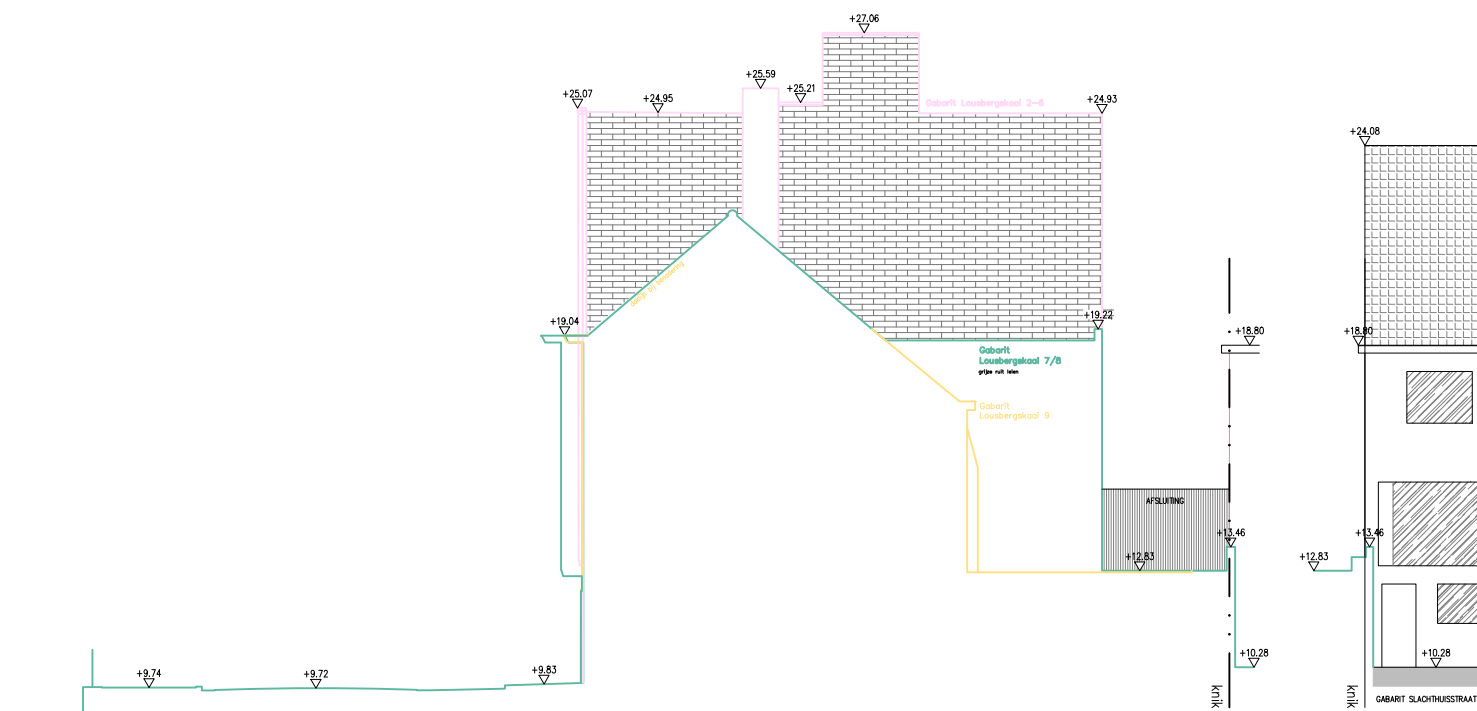 +27.06
+25.59
+25.07
+24.95
+25.21
Gabarit Lousbergskaai 2-6
+24.93
+24.08
+19.04
+19.22
+18.80
+18.80
Gabarit
Lousbergskaai 7/8
grijze ruit leien
Gabarit
Lousbergskaai 9
AFSLUITING
+13.46
+13.46
+12.83
+12.83
+10.28
+10.28
+9.74
+9.72
+9.83
knik
knik
GABARIT SLACHTHUISSTRAAT